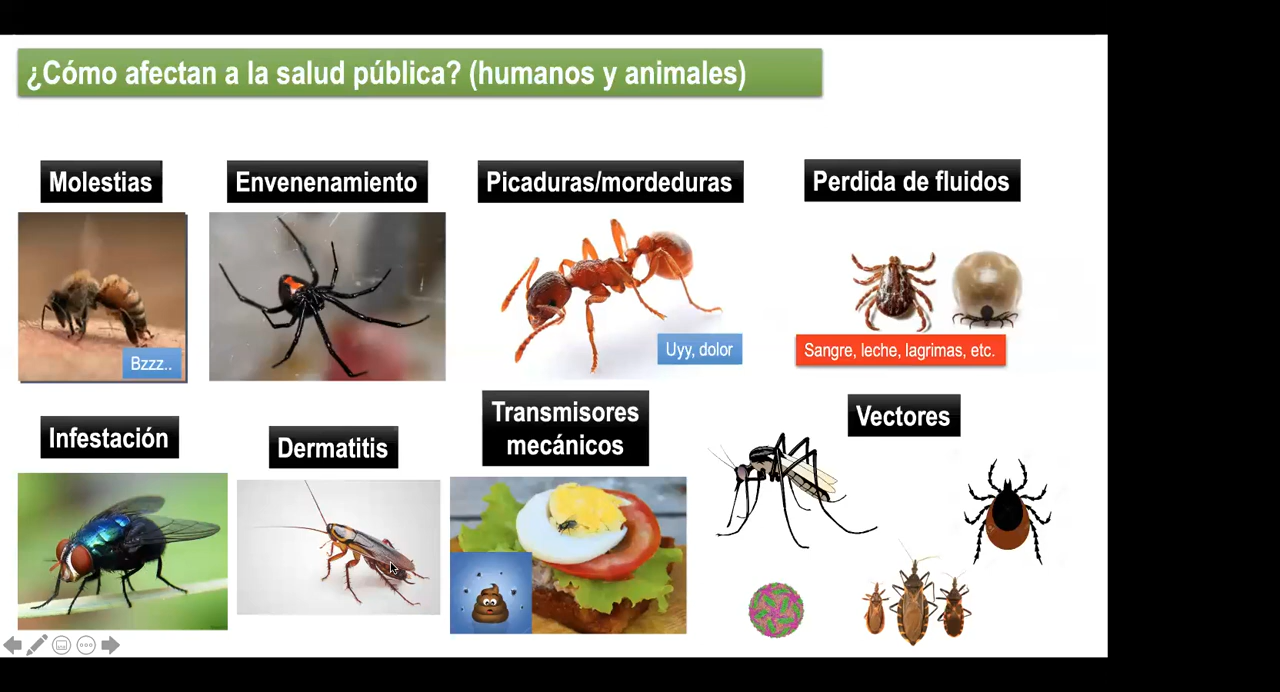 ¿Cómo afectan a la salud pública? (humanos y animales)
Molestias
Envenenamiento
Picaduras/mordeduras
Perdida de fluidos
Bzzz..
Uyy, dolor
Sangre, leche, lagrimas, etc.
Infestación
Dermatitis
Transmisores
mecánicos
Vectores